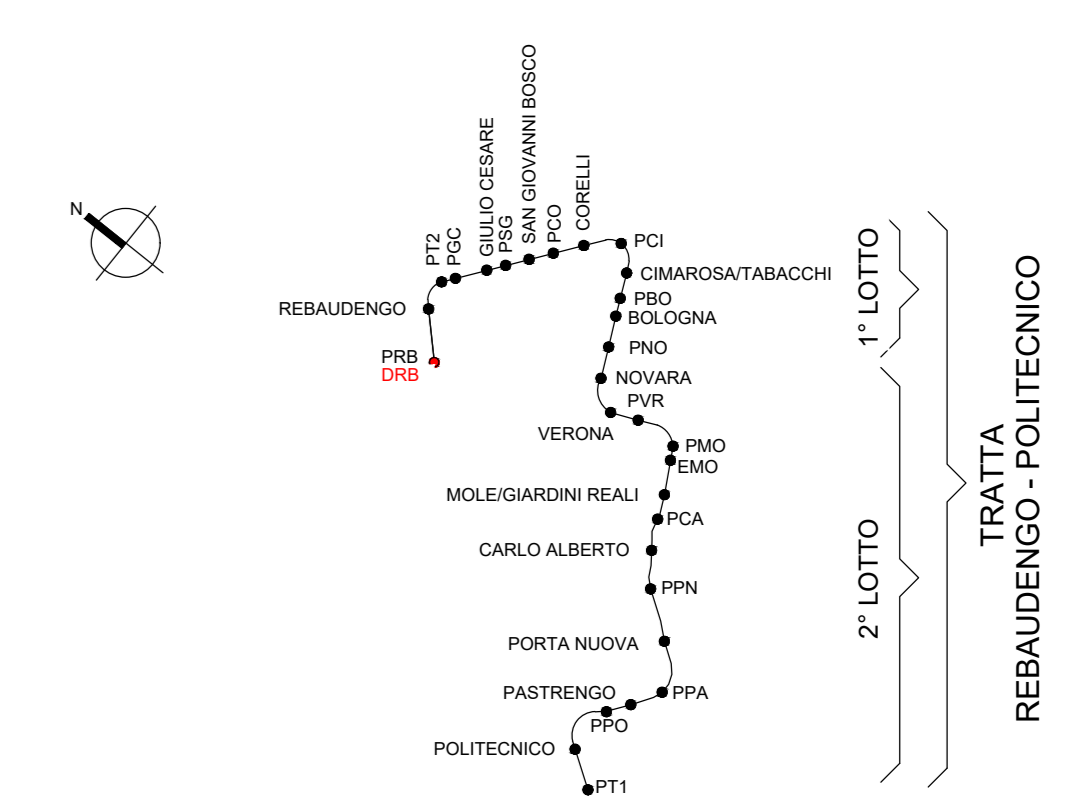 N
PT2
PGC
GIULIO CESARE
PSG
SAN GIOVANNI BOSCO
PCO
CORELLI
PCI
CIMAROSA/TABACCHI
REBAUDENGO
PRB
DRB
PBO
BOLOGNA
PNO
NOVARA
PVR
VERONA
PMO
EMO
MOLE/GIARDINI REALI
PCA
CARLO ALBERTO
PPN
PORTA NUOVA
PASTRENGO
PPA
PPO
POLITECNICO
PT1
1° LOTTO
2° LOTTO
TRATTA
REBAUDENGO - POLITECNICO